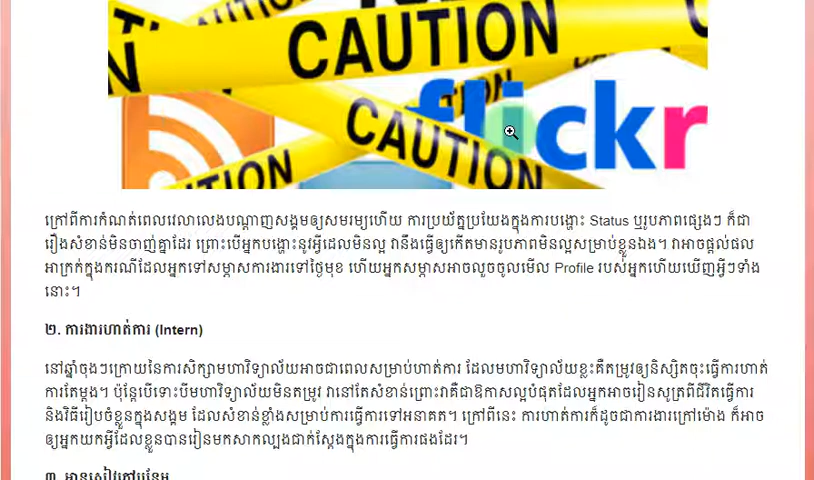 CAUTION
CAUTION
flickr
CAUTION
ក្រៅពីការកំណត់ពេលវេលាលេងបណ្ដាញសង្គមឲ្យសមរម្យហើយ ការប្រយ័ត្នប្រយែងក្នុងការបង្ហោះ Status ឬរូបភាពផ្សេងៗ ក៏ជា
រឿងសំខាន់មិនចាញ់គ្នាដែរ ព្រោះបើអ្នកបង្ហោះនូវអ្វីដែលមិនល្អ វានឹងធ្វើឲ្យកើតមានរូបភាពមិនល្អសម្រាប់ខ្លួនឯង។ វាអាចផ្ដល់ផល
អាក្រក់ក្នុងករណីដែលអ្នកទៅសម្ភាសការងារទៅថ្ងៃមុខ ហើយអ្នកសម្ភាសអាចលួចចូលមើល Profile របស់អ្នកហើយឃើញអ្វីៗទាំង
នោះ។
២. ការងារហាត់ការ (Intern)
នៅឆ្នាំចុងៗក្រោយនៃការសិក្សាមហាវិទ្យាល័យអាចជាពេលសម្រាប់ហាត់ការ ដែលមហាវិទ្យាល័យខ្លះគឺតម្រូវឲ្យនិស្សិតចុះធ្វើការហាត់
ការតែម្ដង។ ប៉ុន្តែបើទោះបីមហាវិទ្យាល័យមិនតម្រូវ វានៅតែសំខាន់ព្រោះវាគឺជាឱកាសល្អបំផុតដែលអ្នកអាចរៀនសូត្រពីជីវិតធ្វើការ
និងវិធីរៀបចំខ្លួនក្នុងសង្គម ដែលសំខាន់ខ្លាំងសម្រាប់ការធ្វើការទៅអនាគត។ ក្រៅពីនេះ ការហាត់ការក៏ដូចជាការងារក្រៅម៉ោង ក៏អាច
ឲ្យអ្នកយកអ្វីដែលខ្លួនបានរៀនមកសាកល្បងជាក់ស្ដែងក្នុងការធ្វើការផងដែរ។
៣. អានសៀវភៅបន្ថែម